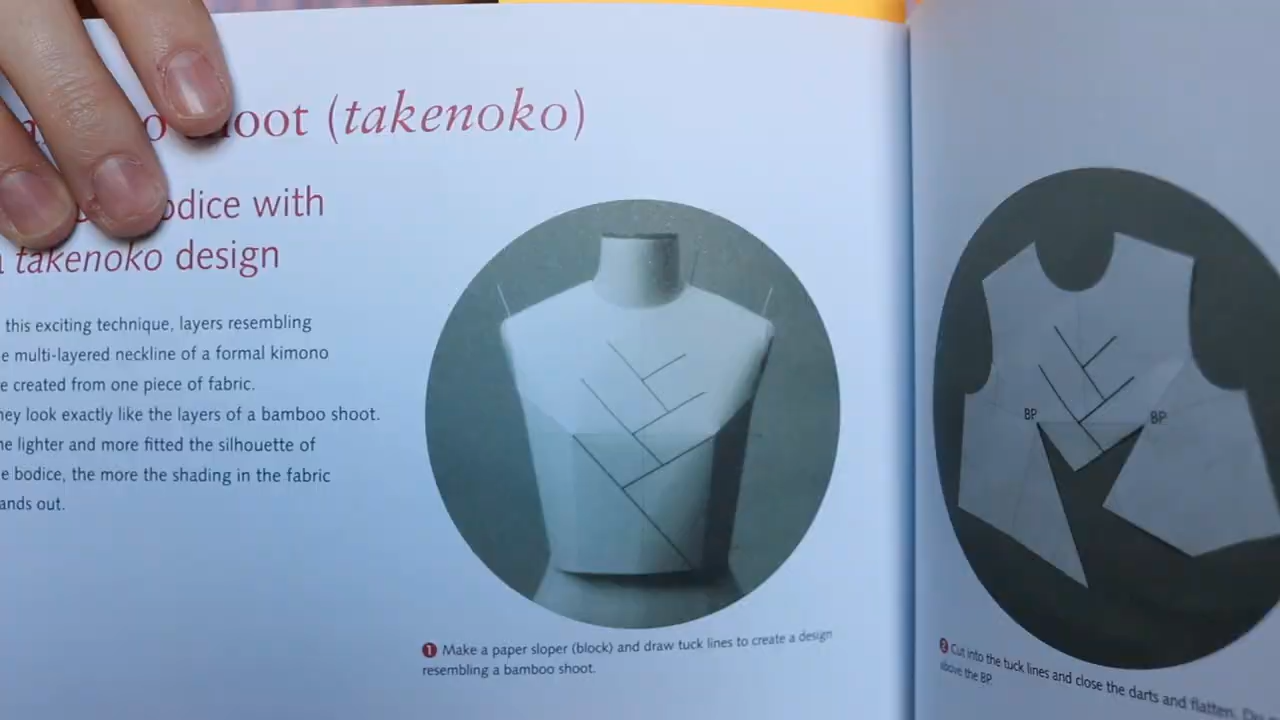 (takenoko)
with
takenoko design
this exciting technique, layers resembling
multi-layered neckline of a formal kimono
created from one piece of fabric.
look exactly like the layers of a bamboo shoot.
lighter and more fitted the silhouette of
bodice, the more the shading in the fabric
out.
1 Make a paper sloper (block) and draw tuck lines to create a design
resembling a bamboo shoot.
BP
BP
2 Cut into the tuck lines and close the darts and flatten.
above the BP.